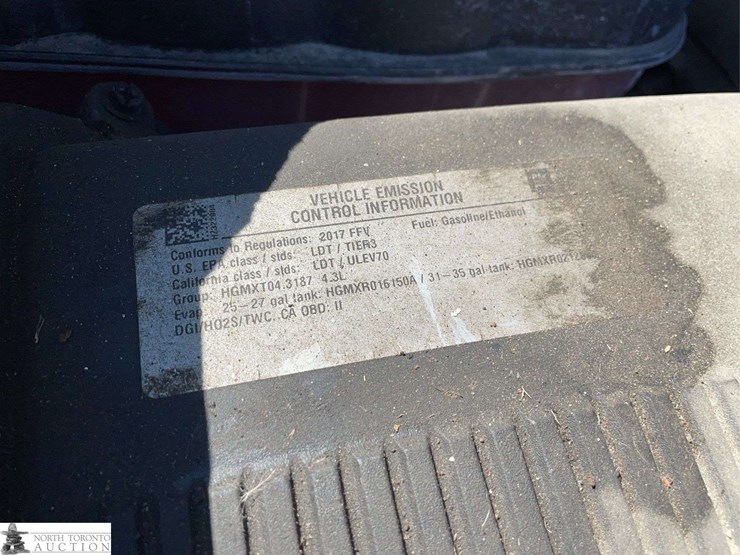 VEHICLE EMISSION
CONTROL INFORMATION
Conforms to Regulations: 2017 FFV Fuel: Gasoline/Ethanol
U.S. EPA class / stds: LDT / TIER3
California class / stds: LDT / ULEV70
Group: HGMXT04.3187 4.3L
Evap: 25-27 gal tank: HGMXR016150A / 31-35 gal tank:
DGI/HO2S/TWC. CA OBD: II
NORTH TORONTO
AUCTION